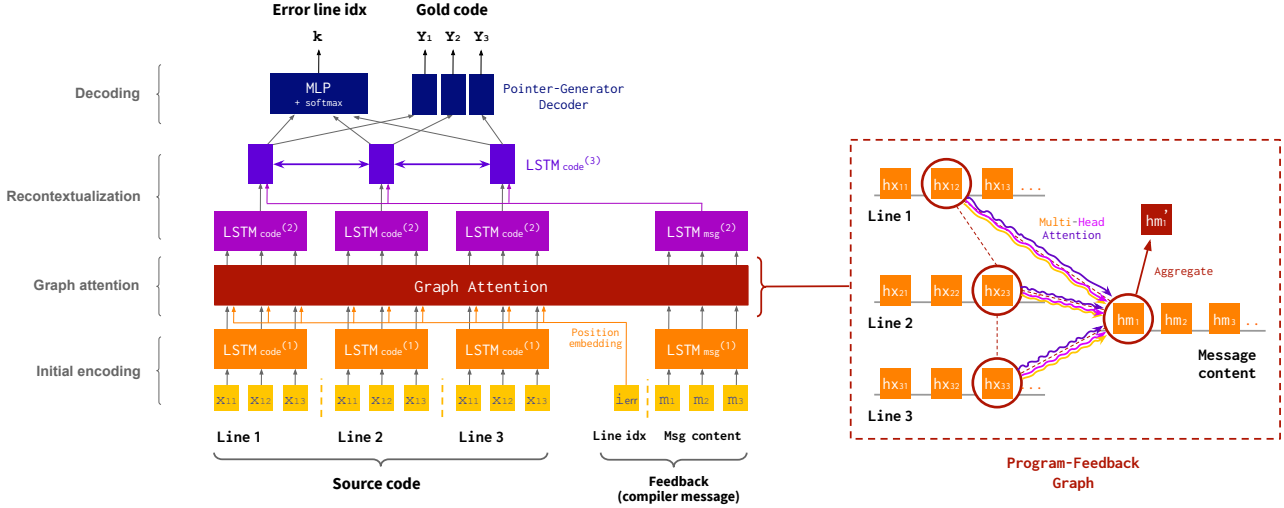 Error line idx
Gold code
k
Y1 Y2 Y3
Decoding
MLP
+ softmax
Pointer-Generator
Decoder
Recontextualization
LSTM code(3)
LSTM code(2) LSTM code(2) LSTM code(2) LSTM msg(2)
Graph attention
Graph Attention
Position
embedding
Initial encoding
LSTM code(1) LSTM code(1) LSTM code(1) LSTM msg(1)
x11 x12 x13 x11 x12 x13 x11 x12 x13 ierr m1 m2 m3
Line 1 Line 2 Line 3 Line idx Msg content
Source code
Feedback
(compiler message)
hx11 hx12 hx13 ...
Line 1
Multi-Head
Attention
hm1'
Aggregate
hx21 hx22 hx23 ...
Line 2
hm1 hm2 hm3 ..
Message
content
hx31 hx32 hx33 ...
Line 3
Program-Feedback
Graph